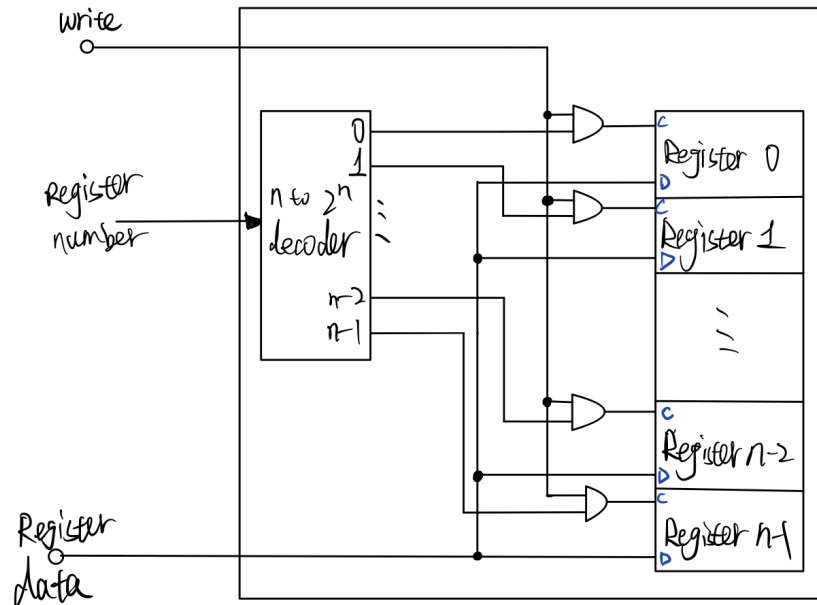 write
0
1
Register
number
n to 2ⁿ
decoder
n-2
n-1
Register
data
C
Register 0
D
C
Register 1
D
C
Register n-2
D
C
Register n-1
D